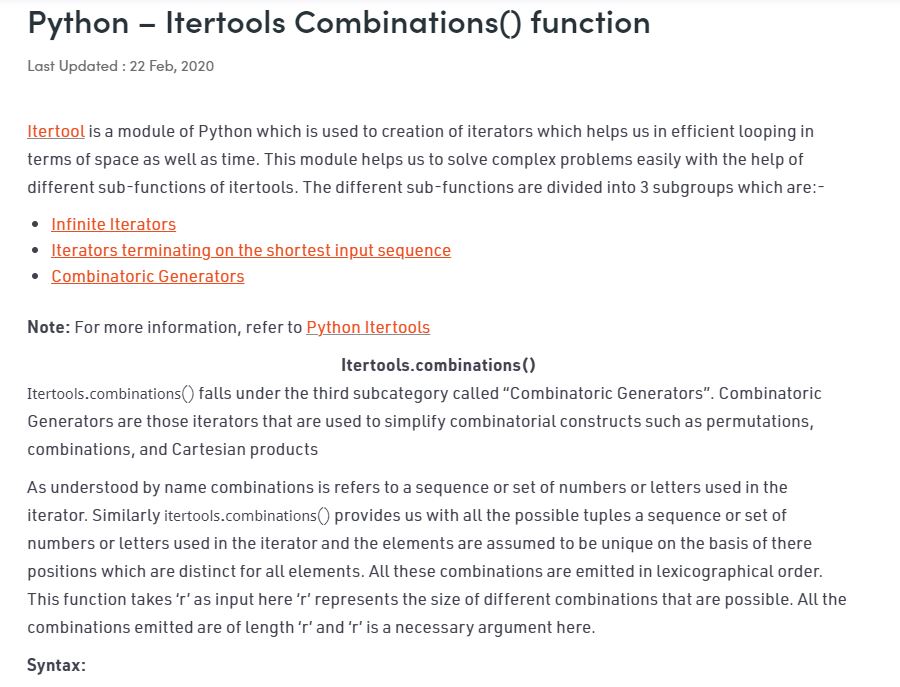 Python – Itertools Combinations() function
Last Updated : 22 Feb, 2020
Itertool is a module of Python which is used to creation of iterators which helps us in efficient looping in
terms of space as well as time. This module helps us to solve complex problems easily with the help of
different sub-functions of itertools. The different sub-functions are divided into 3 subgroups which are:-
• Infinite Iterators
• Iterators terminating on the shortest input sequence
• Combinatoric Generators
Note: For more information, refer to Python Itertools
Itertools.combinations()
Itertools.combinations() falls under the third subcategory called “Combinatoric Generators”. Combinatoric
Generators are those iterators that are used to simplify combinatorial constructs such as permutations,
combinations, and Cartesian products
As understood by name combinations is refers to a sequence or set of numbers or letters used in the
iterator. Similarly itertools.combinations() provides us with all the possible tuples a sequence or set of
numbers or letters used in the iterator and the elements are assumed to be unique on the basis of there
positions which are distinct for all elements. All these combinations are emitted in lexicographical order.
This function takes ‘r’ as input here ‘r’ represents the size of different combinations that are possible. All the
combinations emitted are of length ‘r’ and ‘r’ is a necessary argument here.
Syntax: